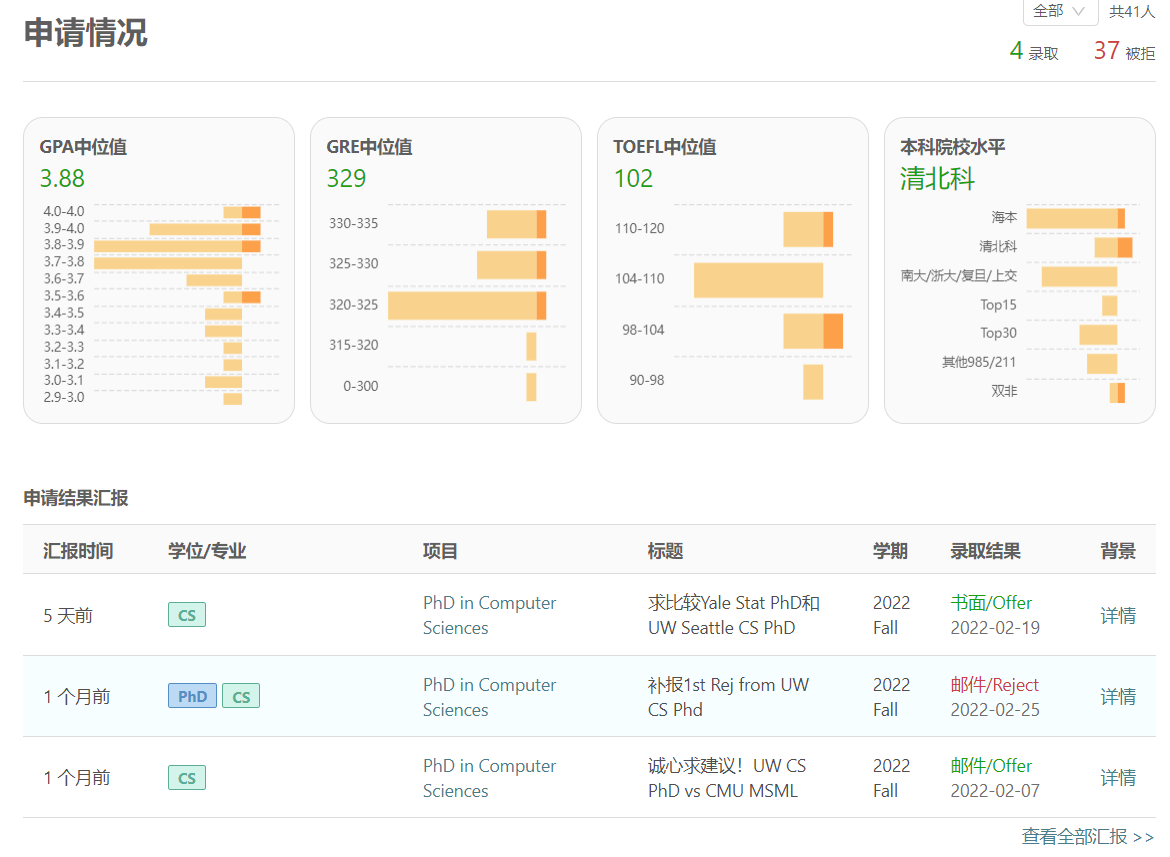 全部 共41人
申请情况
4 录取 37 被拒
GPA中位值
3.88
4.0-4.0
3.9-4.0
3.8-3.9
3.7-3.8
3.6-3.7
3.5-3.6
3.4-3.5
3.3-3.4
3.2-3.3
3.1-3.2
3.0-3.1
2.9-3.0
GRE中位值
329
330-335
325-330
320-325
315-320
0-300
TOEFL中位值
102
110-120
104-110
98-104
90-98
本科院校水平
清北科
海本
清北科
南大/浙大/复旦/上交
Top15
Top30
其他985/211
双非
申请结果汇报
汇报时间 学位/专业 项目 标题 学期 录取结果 背景
5 天前 CS PhD in Computer Sciences 求比较Yale Stat PhD和UW Seattle CS PhD 2022 Fall 书面/Offer 2022-02-19 详情
1 个月前 PhD CS PhD in Computer Sciences 补报1st Rej from UW CS Phd 2022 Fall 邮件/Reject 2022-02-25 详情
1 个月前 CS PhD in Computer Sciences 诚心求建议！UW CS PhD vs CMU MSML 2022 Fall 邮件/Offer 2022-02-07 详情
查看全部汇报 >>